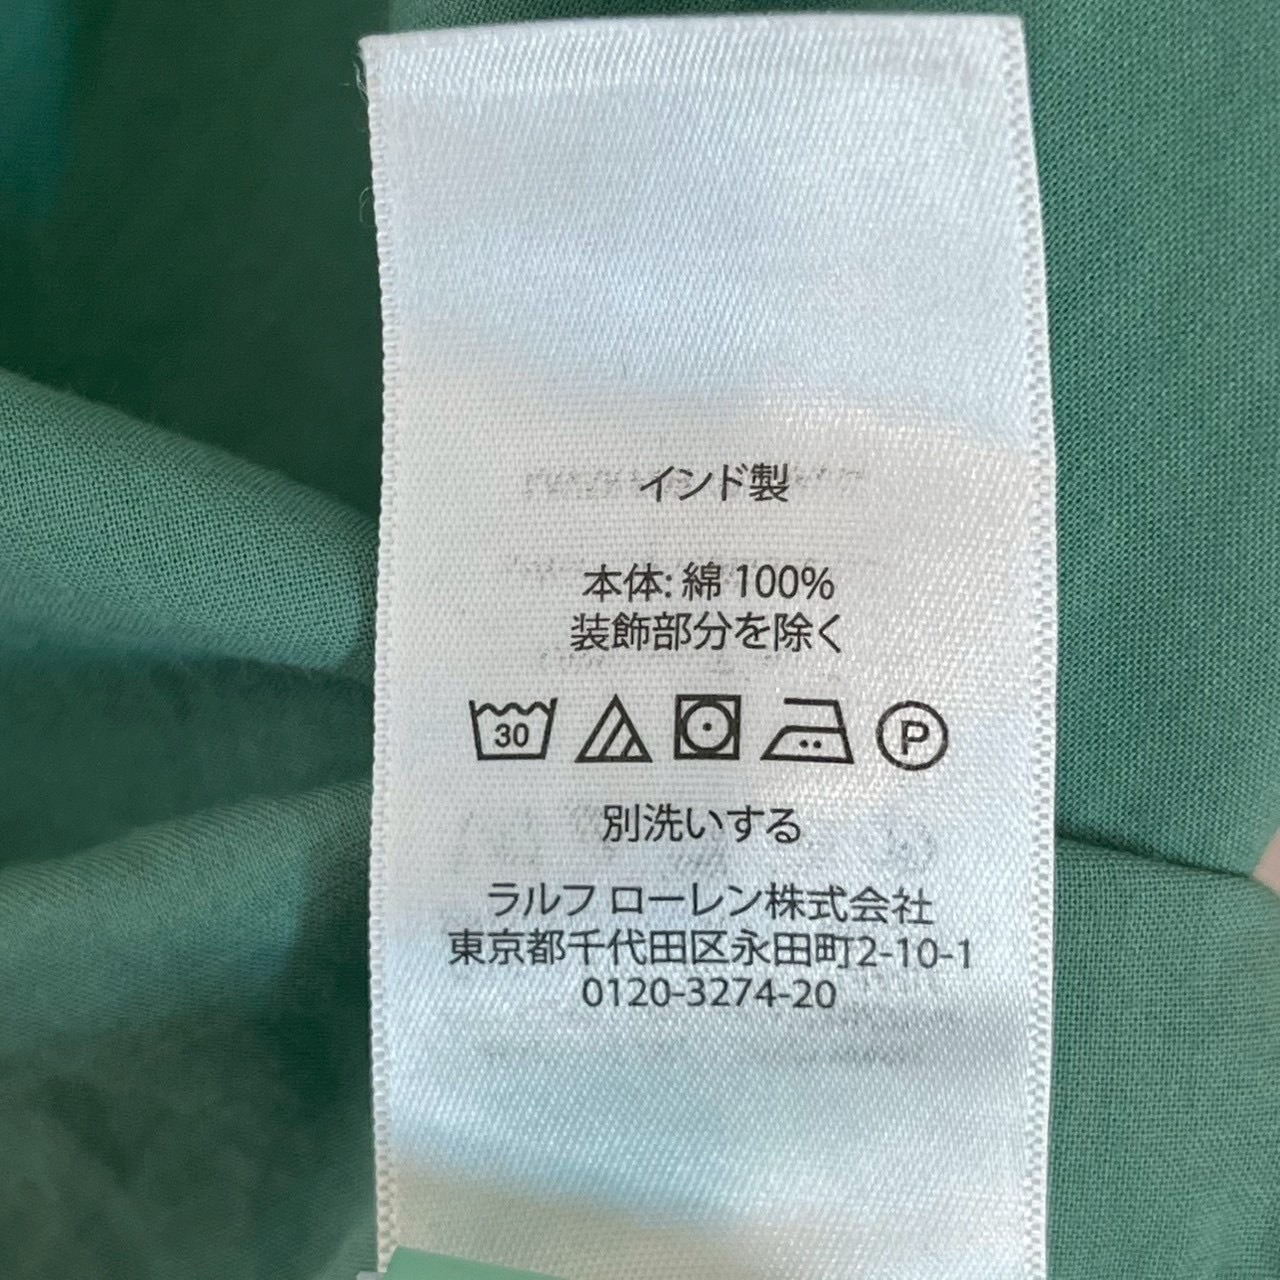 インド製
本体: 綿 100%
装飾部分を除く
30 P
別洗いする
ラルフ ローレン株式会社
東京都千代田区永田町2-10-1
0120-3274-20